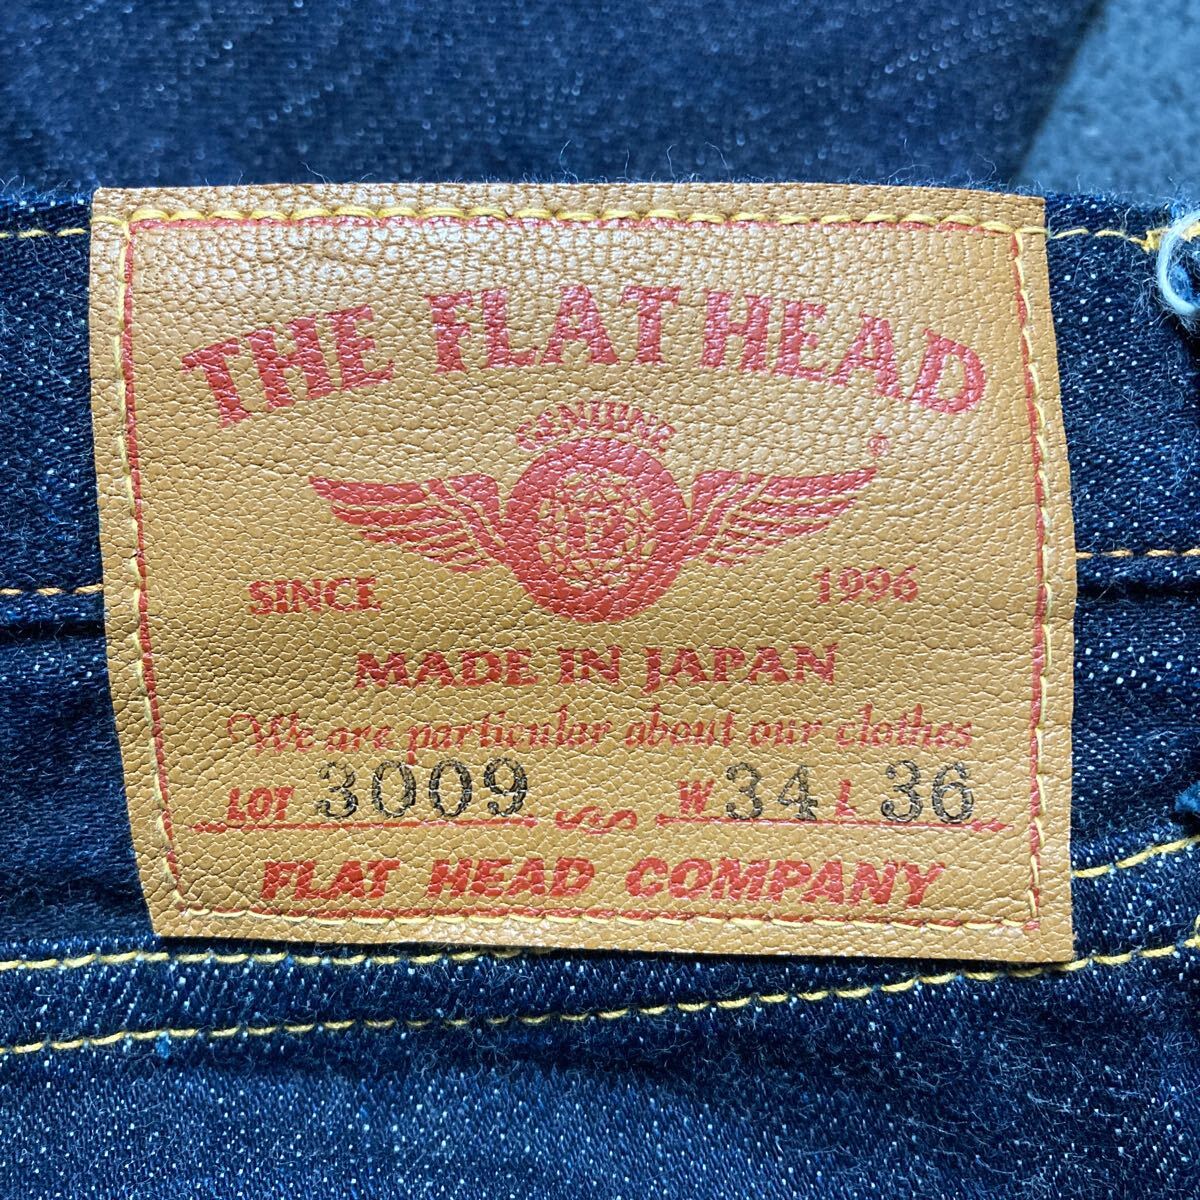 THE FLAT HEAD
GENIUNE
®
SINCE 1996
MADE IN JAPAN
We are particular about our clothes
LOT 3009 W 34 L 36
FLAT HEAD COMPANY